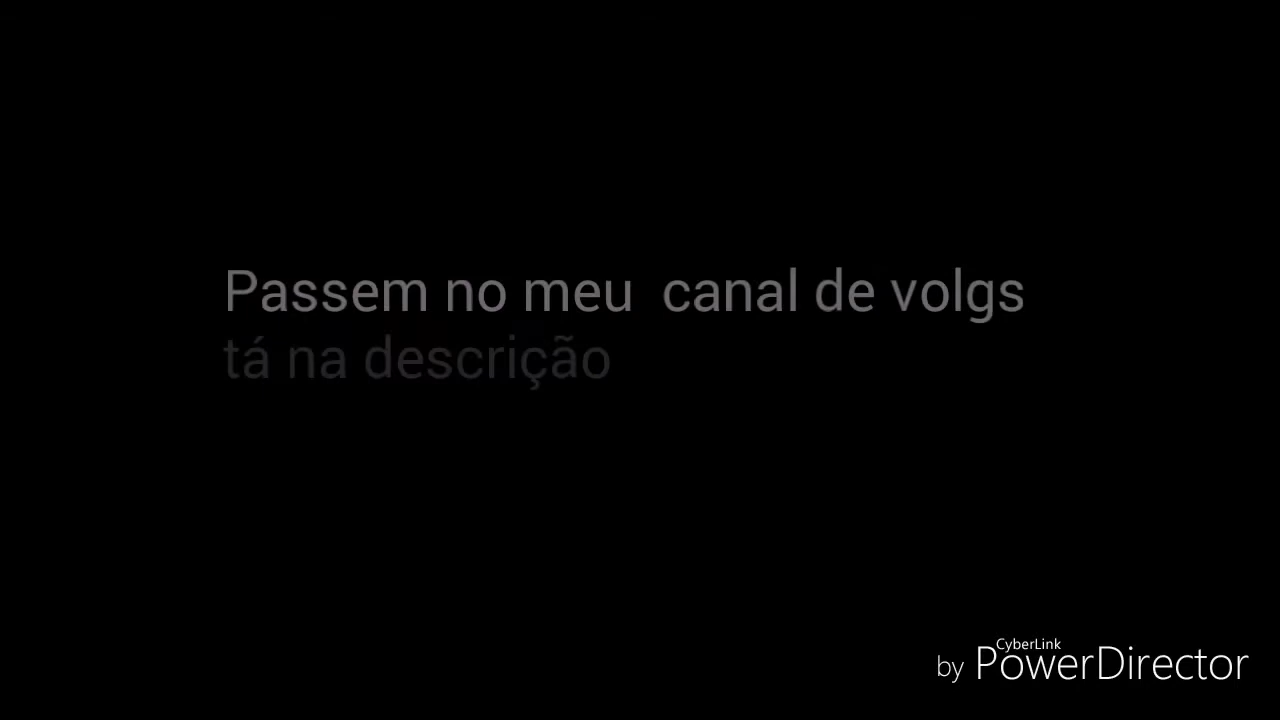 Passem no meu canal de volgs
tá na descrição
CyberLink
by PowerDirector